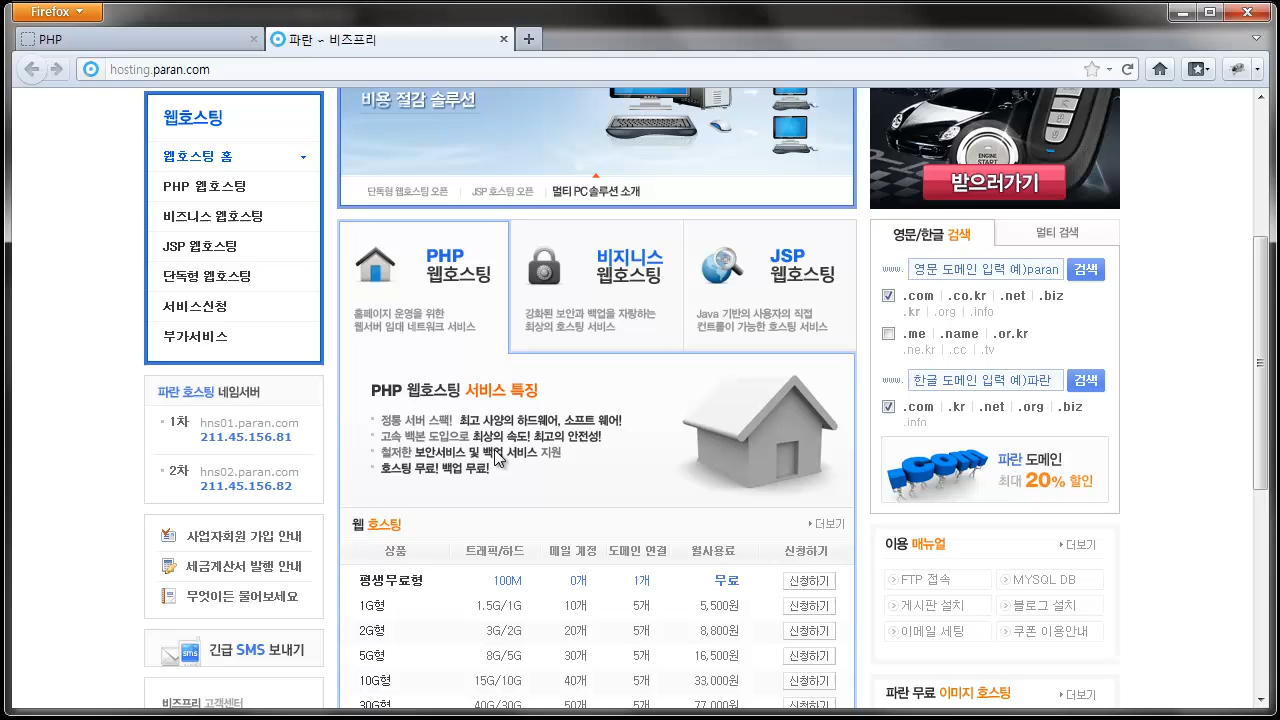 Firefox
PHP
파란 - 비즈프리
hosting.paran.com
웹호스팅
웹호스팅 홈
PHP 웹호스팅
비즈니스 웹호스팅
JSP 웹호스팅
단독형 웹호스팅
서비스신청
부가서비스
파란 호스팅 네임서버
1차 hns01.paran.com
211.45.156.81
2차 hns02.paran.com
211.45.156.82
사업자회원 가입 안내
세금계산서 발행 안내
무엇이든 물어보세요
sms
긴급 SMS 보내기
비즈프리 고객센터
비용 절감 솔루션
단독형 웹호스팅 오픈 | JSP 호스팅 오픈 | 멀티 PC 솔루션 소개
PHP
웹호스팅
홈페이지 운영을 위한
웹서버 임대 네트워크 서비스
비지니스
웹호스팅
강화된 보안과 백업을 자랑하는
최상의 호스팅 서비스
JSP
웹호스팅
Java 기반의 사용자의 직접
컨트롤이 가능한 호스팅 서비스
PHP 웹호스팅 서비스 특징
정통 서버 스팩! 최고 사양의 하드웨어, 소프트 웨어!
고속 백본 도입으로 최상의 속도! 최고의 안전성!
철저한 보안서비스 및 백업 서비스 지원
호스팅 무료! 백업 무료!
웹 호스팅
더보기
상품 트래픽/하드 메일 계정 도메인 연결 월사용료 신청하기
평생무료형 100M 0개 1개 무료 신청하기
1G형 1.5G/1G 10개 5개 5,500원 신청하기
2G형 3G/2G 20개 5개 8,800원 신청하기
5G형 8G/5G 30개 5개 16,500원 신청하기
10G형 15G/10G 40개 5개 33,000원 신청하기
30G형 40G/30G 50개 5개 77,000원 신청하기
ENGINE
START
받으러가기
영문/한글 검색
멀티 검색
www. 영문 도메인 입력 예)paran 검색
.com | .co.kr | .net | .biz
.kr | .org | .info
.me | .name | .or.kr
.ne.kr | .cc | .tv
www. 한글 도메인 입력 예)파란 검색
.com | .kr | .net | .org | .biz
.info
.com
파란 도메인
최대 20% 할인
이용 매뉴얼
더보기
FTP 접속
MYSQL DB
게시판 설치
블로그 설치
이메일 세팅
쿠폰 이용안내
파란 무료 이미지 호스팅
더보기